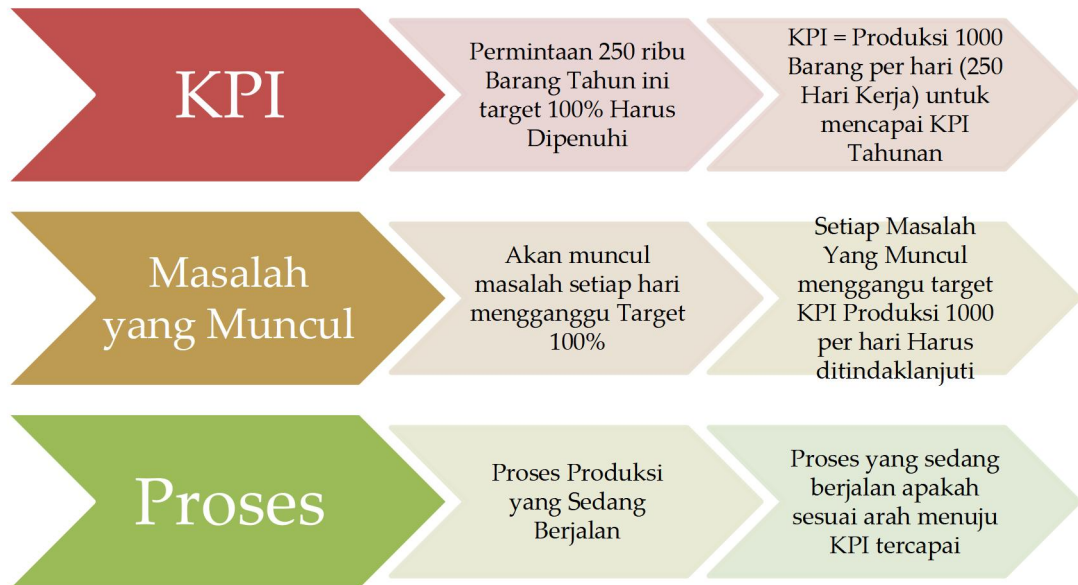 KPI
Permintaan 250 ribu
Barang Tahun ini
target 100% Harus
Dipenuhi
KPI = Produksi 1000
Barang per hari (250
Hari Kerja) untuk
mencapai KPI
Tahunan
Masalah
yang Muncul
Akan muncul
masalah setiap hari
mengganggu Target
100%
Setiap Masalah
Yang Muncul
menggangu target
KPI Produksi 1000
per hari Harus
ditindaklanjuti
Proses
Proses Produksi
yang Sedang
Berjalan
Proses yang sedang
berjalan apakah
sesuai arah menuju
KPI tercapai